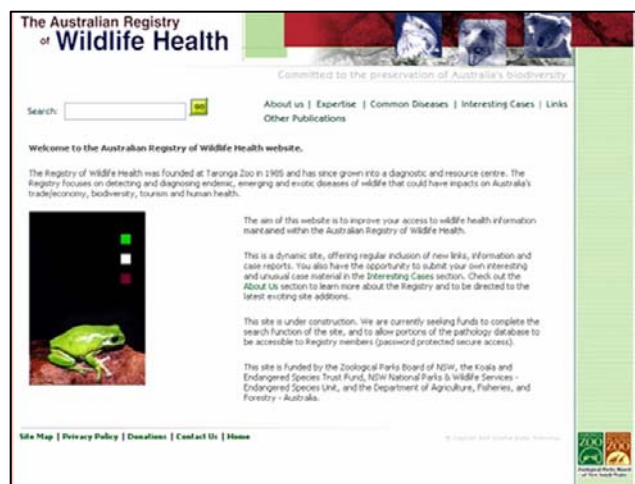 The Australian Registry
of Wildlife Health
Committed to the preservation of Australia's biodiversity
Search:
GO
About us | Expertise | Common Diseases | Interesting Cases | Links
Other Publications
Welcome to the Australian Registry of Wildlife Health website.
The Registry of Wildlife Health was founded at Taronga Zoo in 1985 and has since grown into a diagnostic and resource centre. The
Registry focuses on detecting and diagnosing endemic, emerging and exotic diseases of wildlife that could have impacts on Australia's
trade/economy, biodiversity, tourism and human health.
The aim of this website is to improve your access to wildlife health information
maintained within the Australian Registry of Wildlife Health.
This is a dynamic site, offering regular inclusion of new links, information and
case reports. You also have the opportunity to submit your own interesting
and unusual case material in the Interesting Cases section. Check out the
About Us section to learn more about the Registry and to be directed to the
latest exciting site additions.
This site is under construction. We are currently seeking funds to complete the
search function of the site, and to allow portions of the pathology database to
be accessible to Registry members (password protected secure access).
This site is funded by the Zoological Parks Board of NSW, the Koala and
Endangered Species Trust Fund, NSW National Parks & Wildlife Services -
Endangered Species Unit, and the Department of Agriculture, Fisheries, and
Forestry - Australia.
Site Map | Privacy Policy | Donations | Contact Us | Home
ZOO
ZOO
Zoological Parks Board
of New South Wales